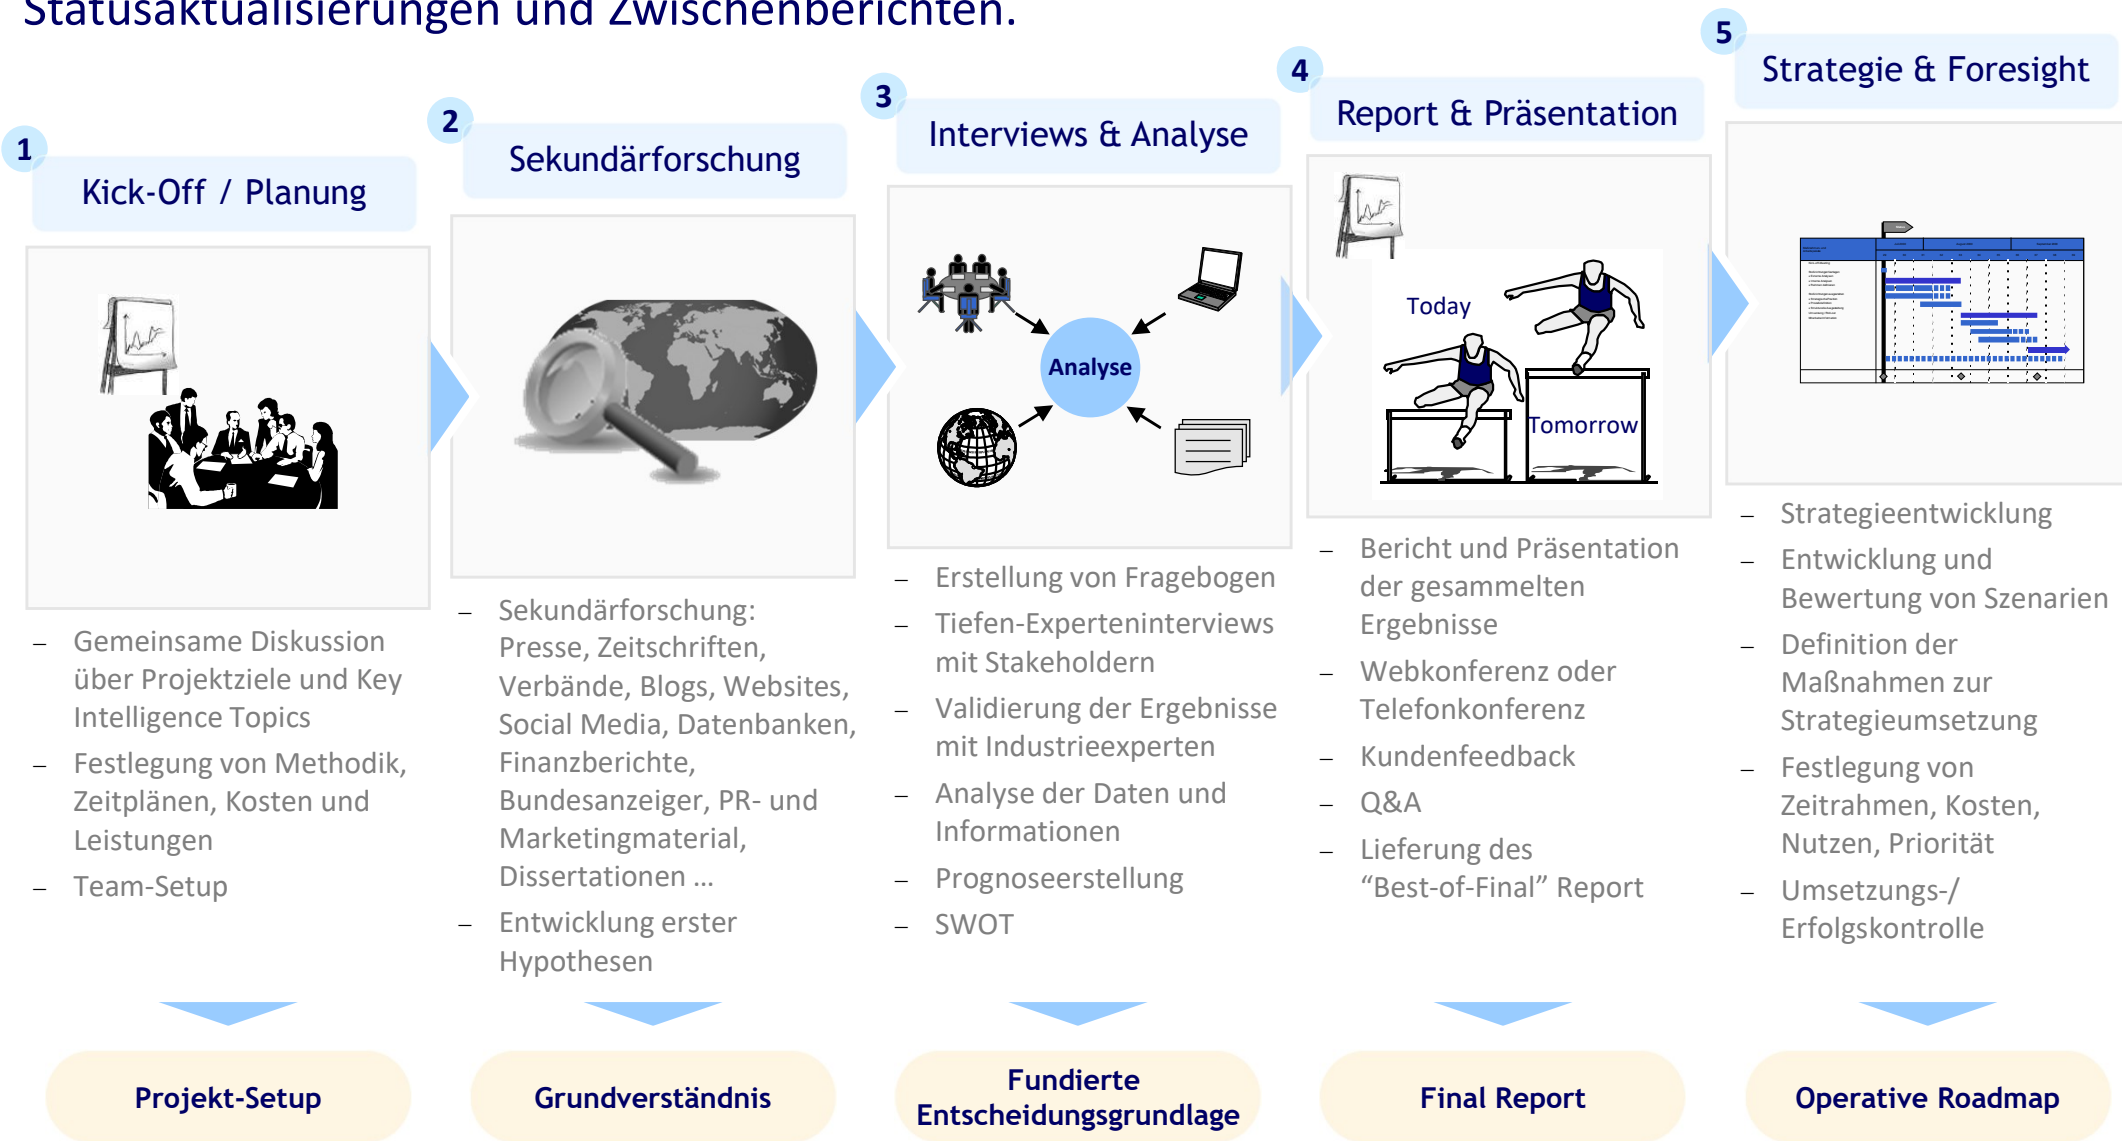 Statusaktualisierungen und Zwischenberichten.
1
Kick-Off / Planung
– Gemeinsame Diskussion
über Projektziele und Key
Intelligence Topics
– Festlegung von Methodik,
Zeitplänen, Kosten und
Leistungen
– Team-Setup
Projekt-Setup
2
Sekundärforschung
– Sekundärforschung:
Presse, Zeitschriften,
Verbände, Blogs, Websites,
Social Media, Datenbanken,
Finanzberichte,
Bundesanzeiger, PR- und
Marketingmaterial,
Dissertationen ...
– Entwicklung erster
Hypothesen
Grundverständnis
3
Interviews & Analyse
Analyse
– Erstellung von Fragebogen
– Tiefen-Experteninterviews
mit Stakeholdern
– Validierung der Ergebnisse
mit Industrieexperten
– Analyse der Daten und
Informationen
– Prognoseerstellung
– SWOT
Fundierte
Entscheidungsgrundlage
4
Report & Präsentation
Today
Tomorrow
– Bericht und Präsentation
der gesammelten
Ergebnisse
– Webkonferenz oder
Telefonkonferenz
– Kundenfeedback
– Q&A
– Lieferung des
“Best-of-Final” Report
Final Report
5
Strategie & Foresight
– Strategieentwicklung
– Entwicklung und
Bewertung von Szenarien
– Definition der
Maßnahmen zur
Strategieumsetzung
– Festlegung von
Zeitrahmen, Kosten,
Nutzen, Priorität
– Umsetzungs-/
Erfolgskontrolle
Operative Roadmap